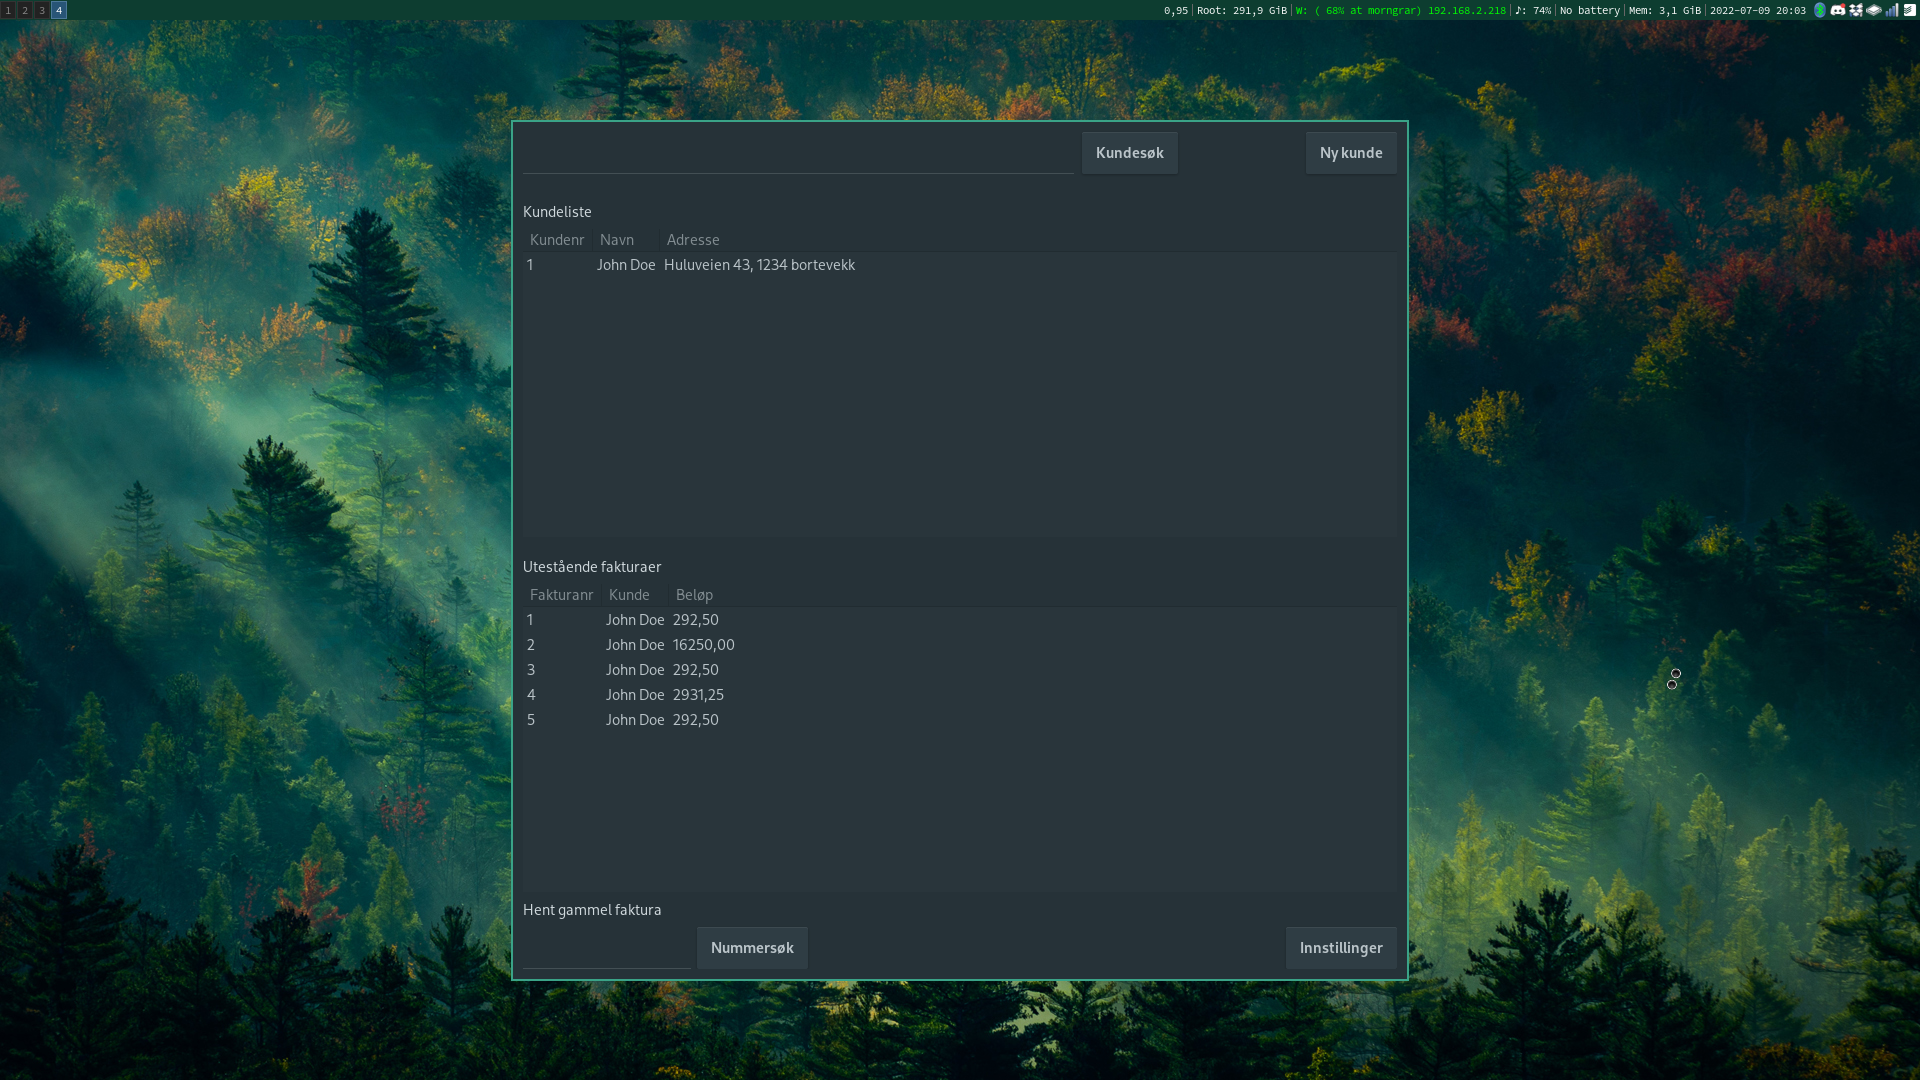 1 2 3 4 0,95 Root: 291,9 GiB W: ( 68% at morngrar) 192.168.2.218 ♪: 74% No battery Mem: 3,1 GiB 2022-07-09 20:03
Kundesøk Ny kunde
Kundeliste
Kundenr Navn Adresse
1 John Doe Huluveien 43, 1234 bortevekk
Utestående fakturaer
Fakturanr Kunde Beløp
1 John Doe 292,50
2 John Doe 16250,00
3 John Doe 292,50
4 John Doe 2931,25
5 John Doe 292,50
Hent gammel faktura
Nummersøk Innstillinger